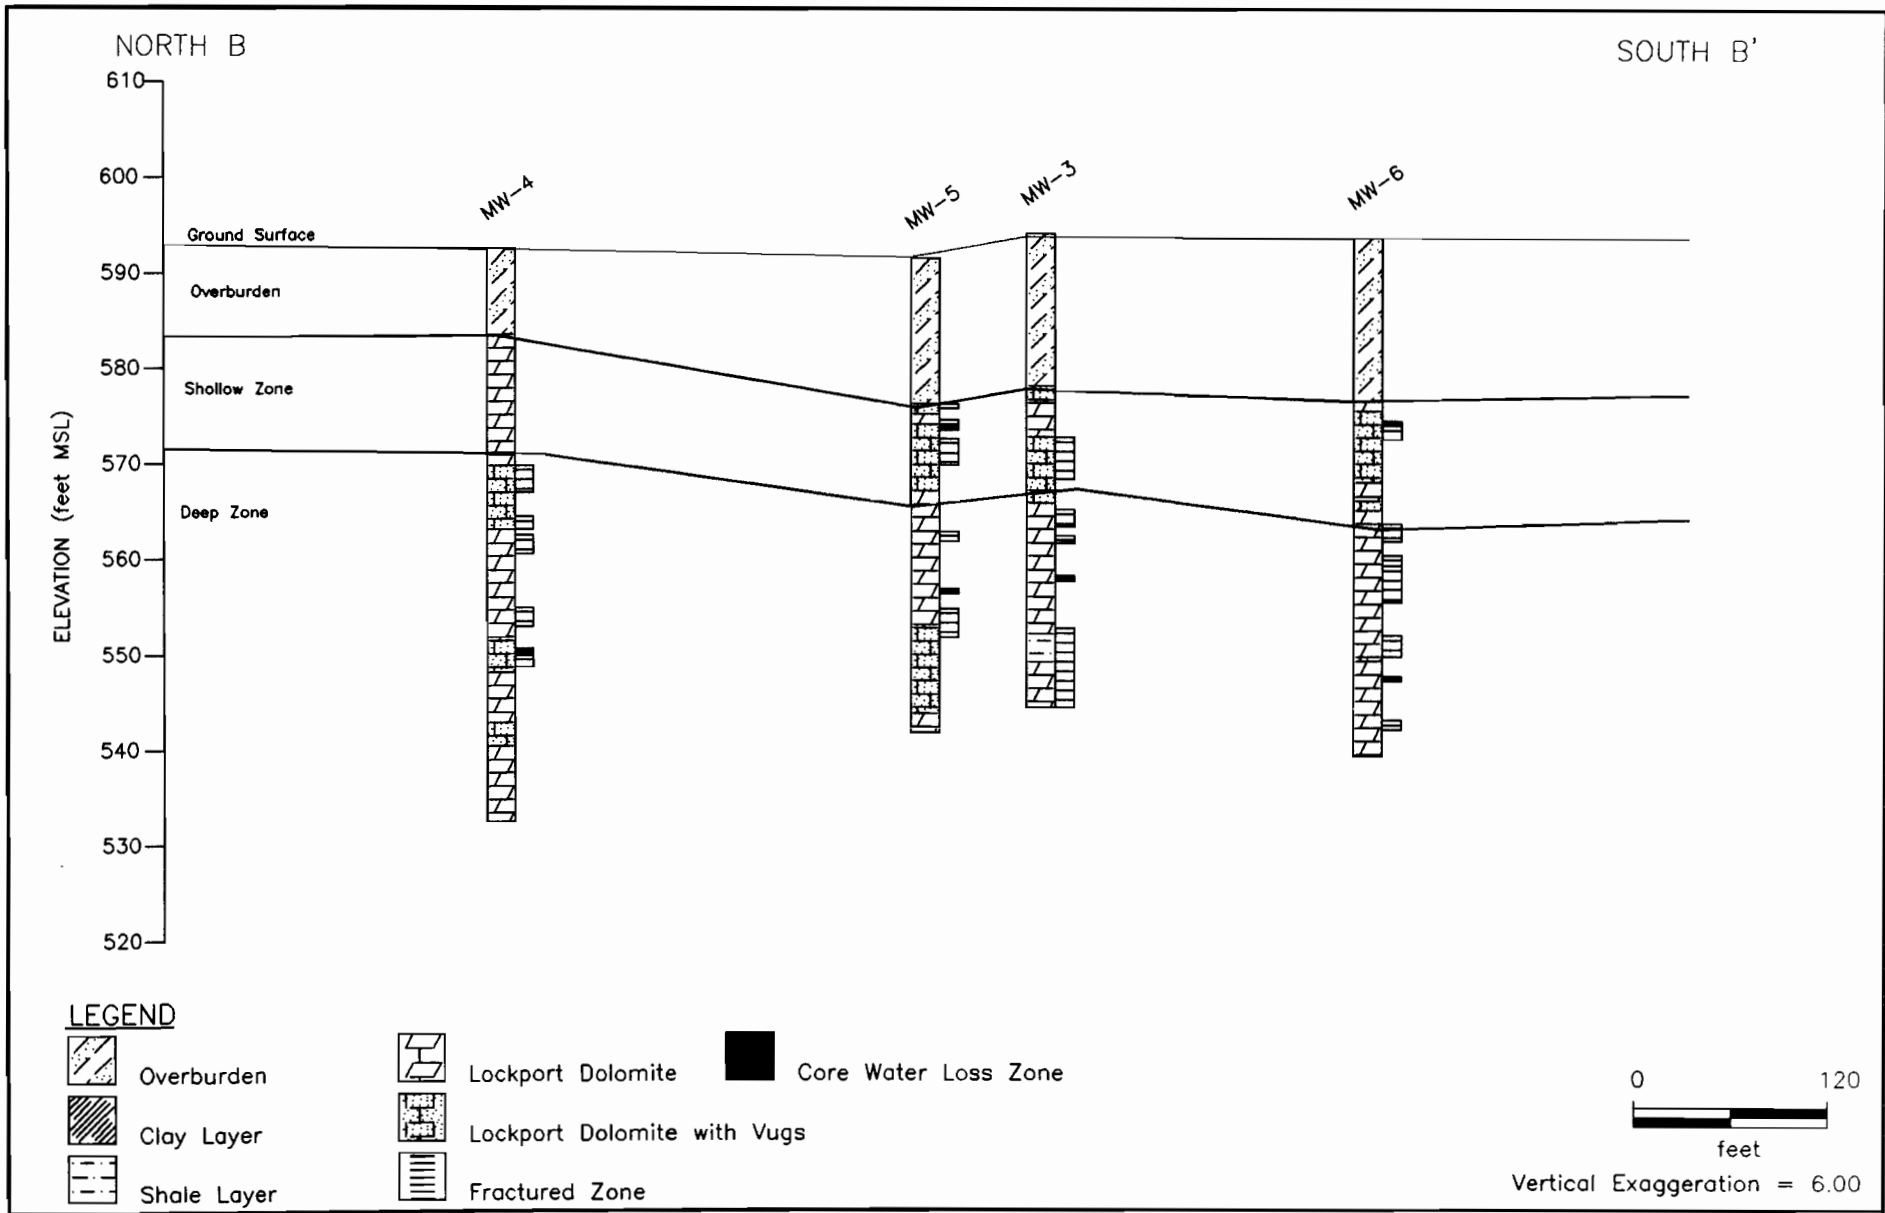 NORTH B
SOUTH B'
610
600
590
580
570
560
550
540
530
520
ELEVATION (feet MSL)
MW-4
MW-5
MW-3
MW-6
Ground Surface
Overburden
Shollow Zone
Deep Zone
LEGEND
Overburden
Clay Layer
Shale Layer
Lockport Dolomite
Lockport Dolomite with Vugs
Fractured Zone
Core Water Loss Zone
0 120
feet
Vertical Exaggeration = 6.00